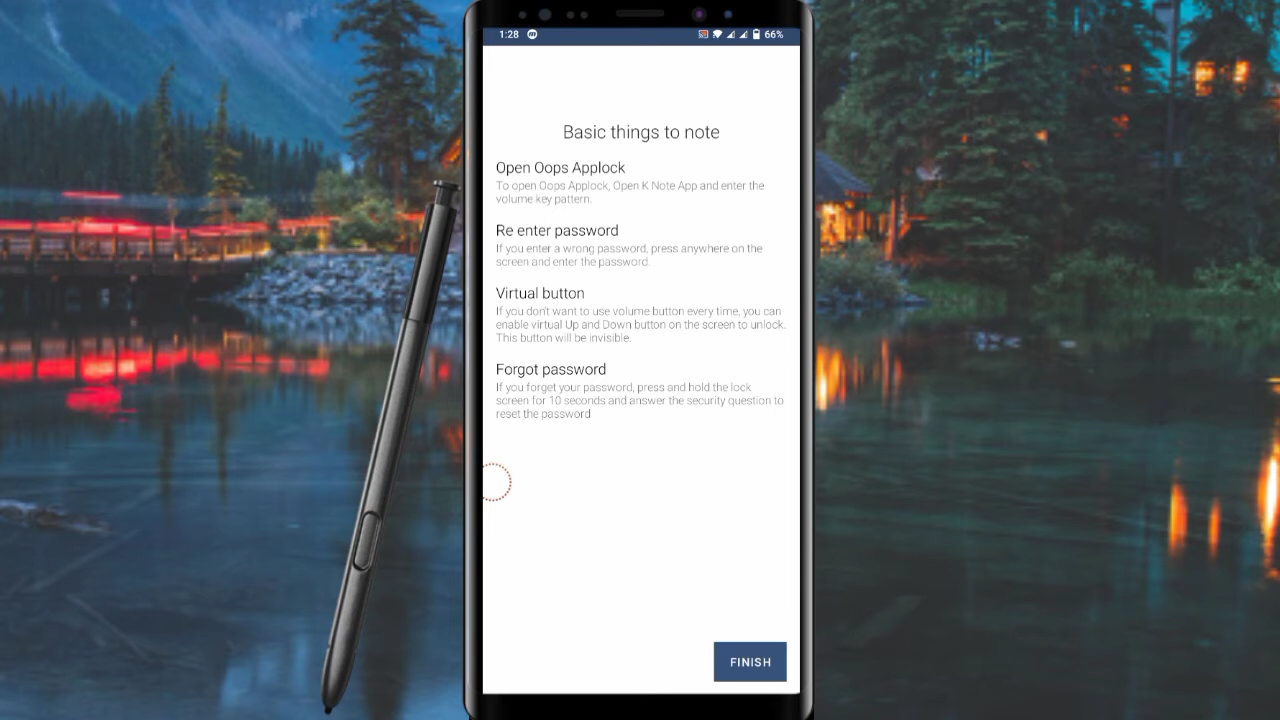 1:28
66%
Basic things to note
Open Oops Applock
To open Oops Applock, Open K Note App and enter the
volume key pattern.
Re enter password
If you enter a wrong password, press anywhere on the
screen and enter the password.
Virtual button
If you don't want to use volume button every time, you can
enable virtual Up and Down button on the screen to unlock.
This button will be invisible.
Forgot password
If you forget your password, press and hold the lock
screen for 10 seconds and answer the security question to
reset the password
FINISH